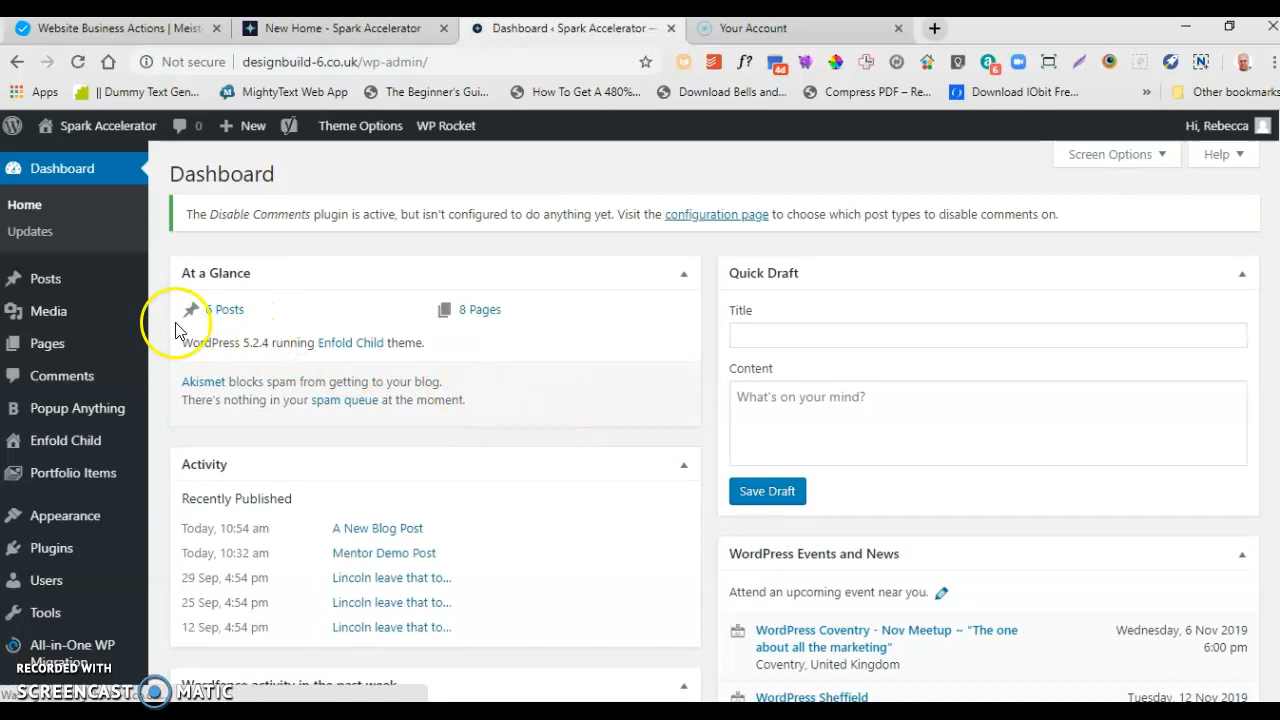 Website Business Actions | Meist
New Home - Spark Accelerator
Dashboard ‹ Spark Accelerator —
Your Account
Not secure
designbuild-6.co.uk/wp-admin/
4d
6
Apps
|| Dummy Text Gen...
MightyText Web App
The Beginner's Gui...
How To Get A 480%...
Download Bells and...
Compress PDF – Re...
Download IObit Fre...
»
Other bookmarks
Spark Accelerator
0
+ New
Theme Options
WP Rocket
Hi, Rebecca
Dashboard
Home
Updates
Posts
Media
Pages
Comments
Popup Anything
Enfold Child
Portfolio Items
Appearance
Plugins
Users
Tools
All-in-One WP
Migration
Screen Options
Help
Dashboard
The Disable Comments plugin is active, but isn't configured to do anything yet. Visit the configuration page to choose which post types to disable comments on.
At a Glance
6 Posts
8 Pages
WordPress 5.2.4 running Enfold Child theme.
Akismet blocks spam from getting to your blog.
There's nothing in your spam queue at the moment.
Activity
Recently Published
Today, 10:54 am A New Blog Post
Today, 10:32 am Mentor Demo Post
29 Sep, 4:54 pm Lincoln leave that to...
25 Sep, 4:54 pm Lincoln leave that to...
12 Sep, 4:54 pm Lincoln leave that to...
Wordfence activity in the past week
Quick Draft
Title
Content
What's on your mind?
Save Draft
WordPress Events and News
Attend an upcoming event near you.
WordPress Coventry - Nov Meetup ~ "The one about all the marketing"
Coventry, United Kingdom
Wednesday, 6 Nov 2019
6:00 pm
WordPress Sheffield
Tuesday, 12 Nov 2019
RECORDED WITH
SCREENCAST MATIC